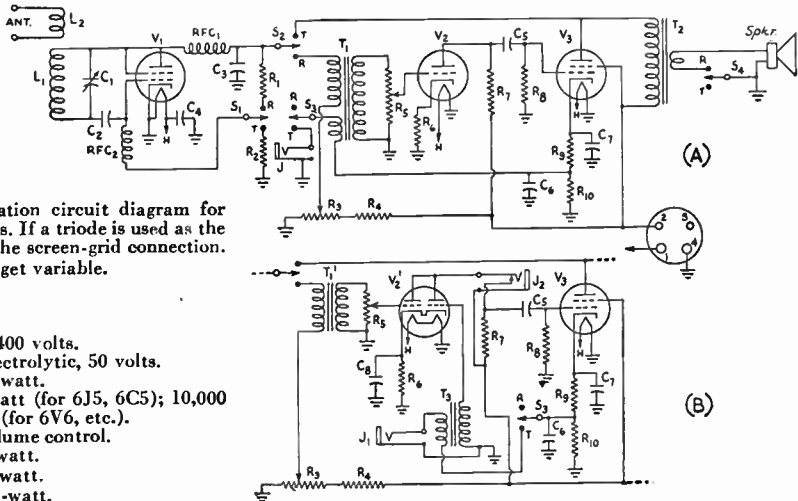 ANT.
L2
V1
RFC1
S2
T
R
C3
L1
C1
C2
C4
H
RFC2
R1
S1
R
T
R2
S3
R
T
V
J
T1
R5
V2
R6
H
R7
C5
R8
V3
H
R9
C7
C6
R10
T2
Spkr.
R
T
S4
(A)
R3
R4
2
3
1
4
ation circuit diagram for
s. If a triode is used as the
he screen-grid connection.
get variable.
400 volts.
ectrolytic, 50 volts.
watt.
att (for 6J5, 6C5); 10,000
(for 6V6, etc.).
lume control.
watt.
watt.
-watt.
T1'
R5
V2'
H
C8
R6
T3
J1
V
V
J2
R7
C5
R8
V3
H
R9
C7
R
S3
T
C6
R10
(B)
R3
R4